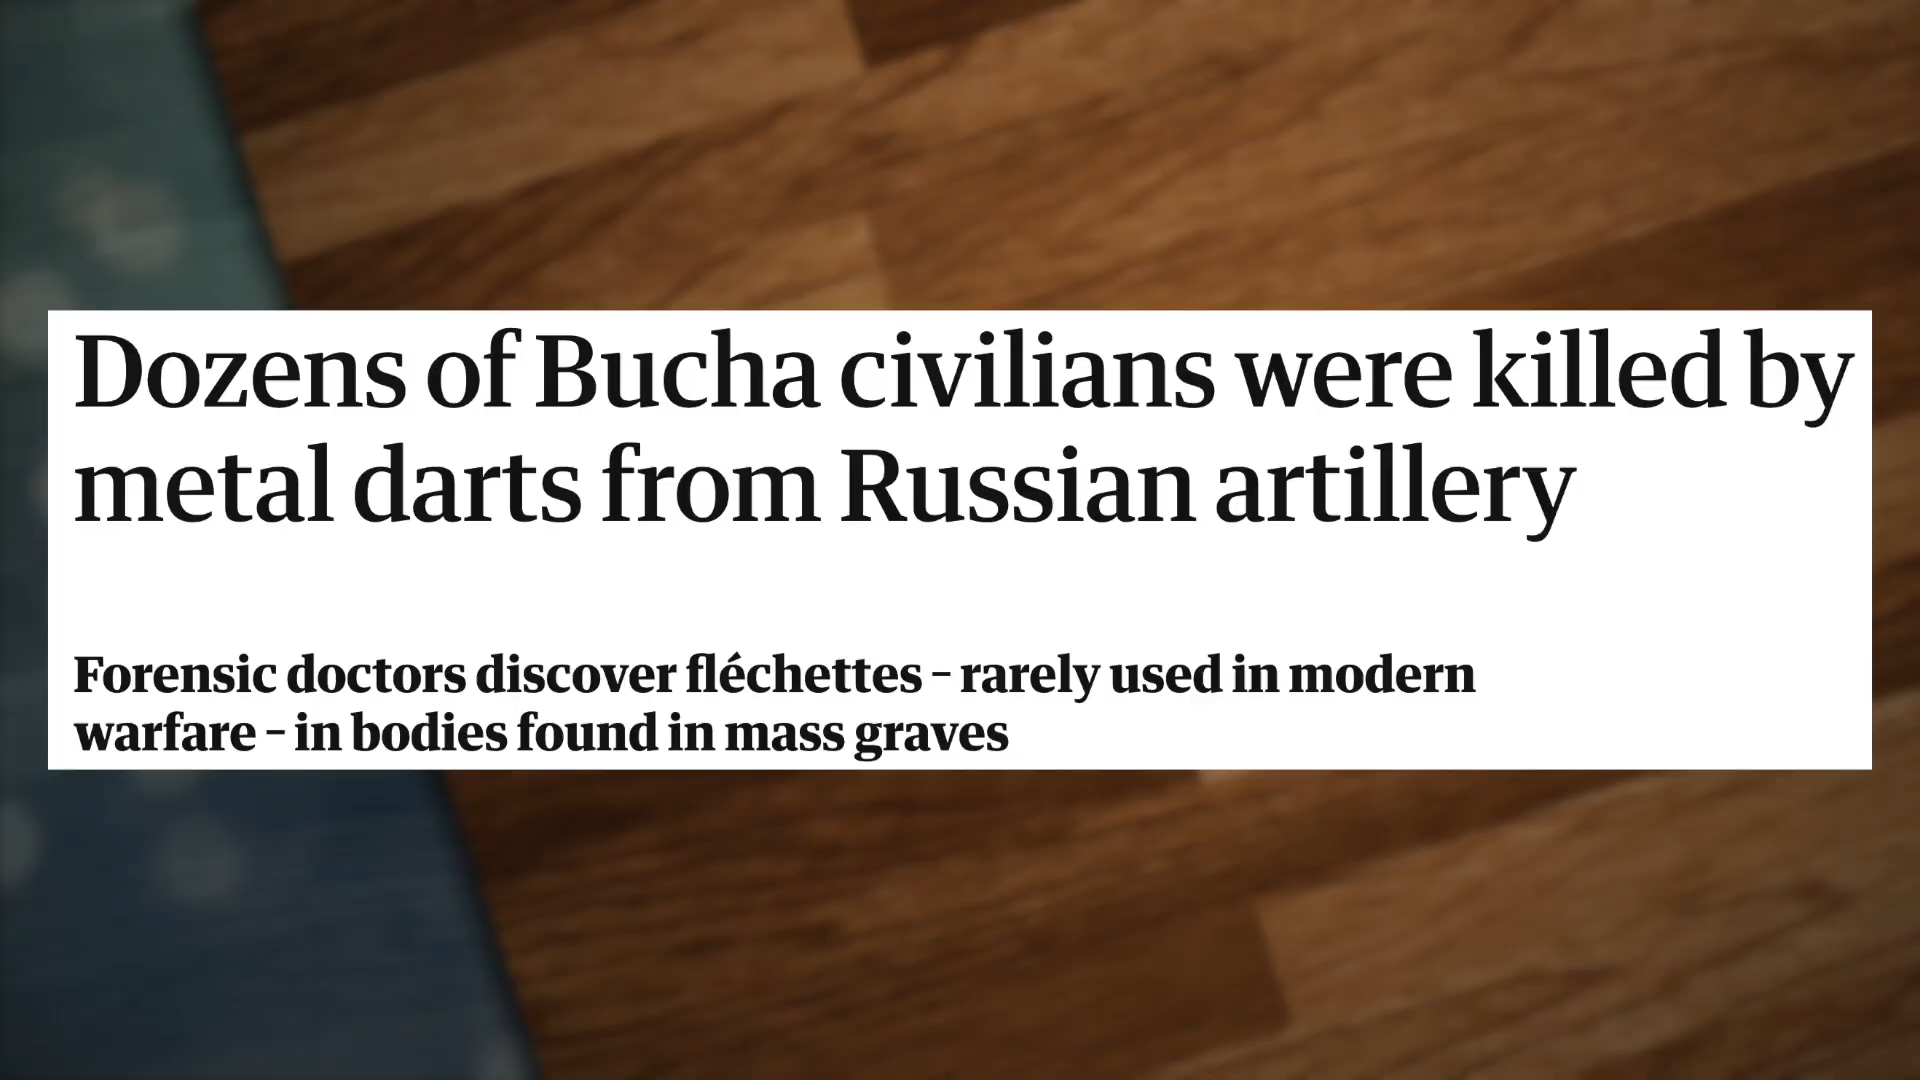 Dozens of Bucha civilians were killed by
metal darts from Russian artillery
Forensic doctors discover fléchettes – rarely used in modern
warfare – in bodies found in mass graves